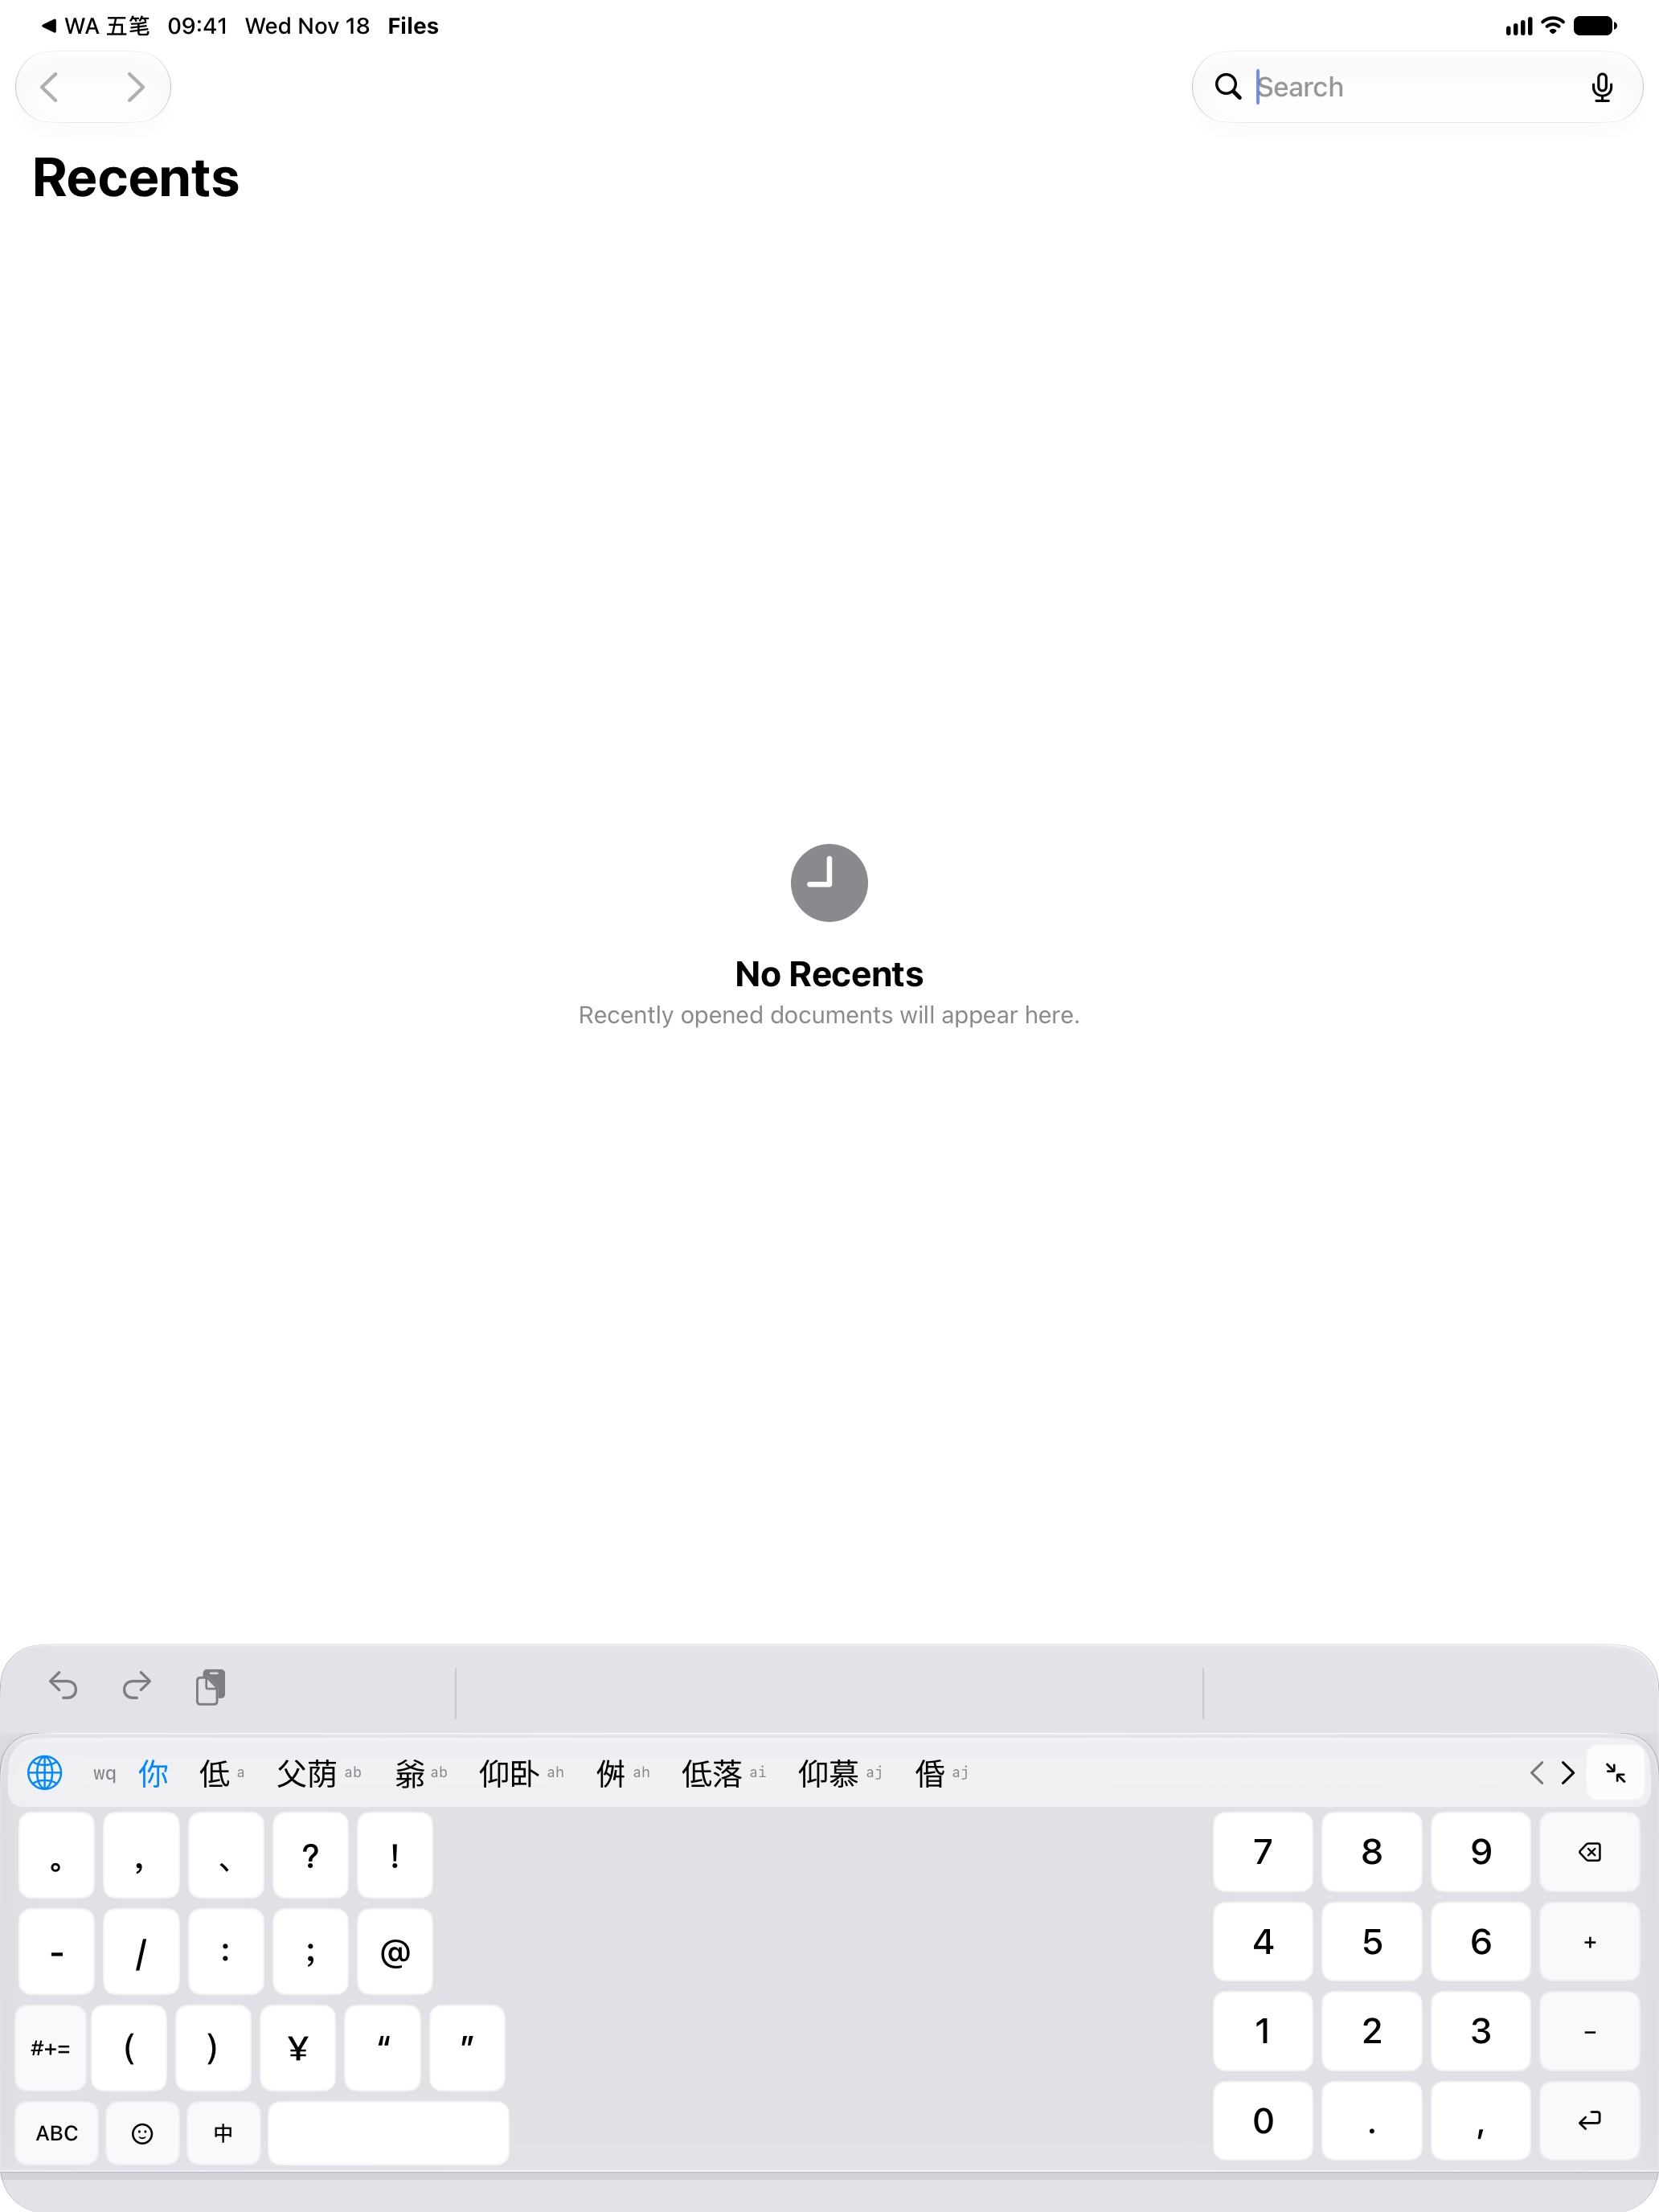 WA 五笔 09:41 Wed Nov 18 Files
Search
Recents
No Recents
Recently opened documents will appear here.
wq 你 低 a 父荫 ab 翁 ab 仰卧 ah 侔 ah 低落 ai 仰慕 aj 偱 aj
。 ， 、 ? !
7 8 9
- / : ; @
4 5 6 +
#+= ( ) ¥ “ ”
1 2 3 −
ABC 中
0 . ,